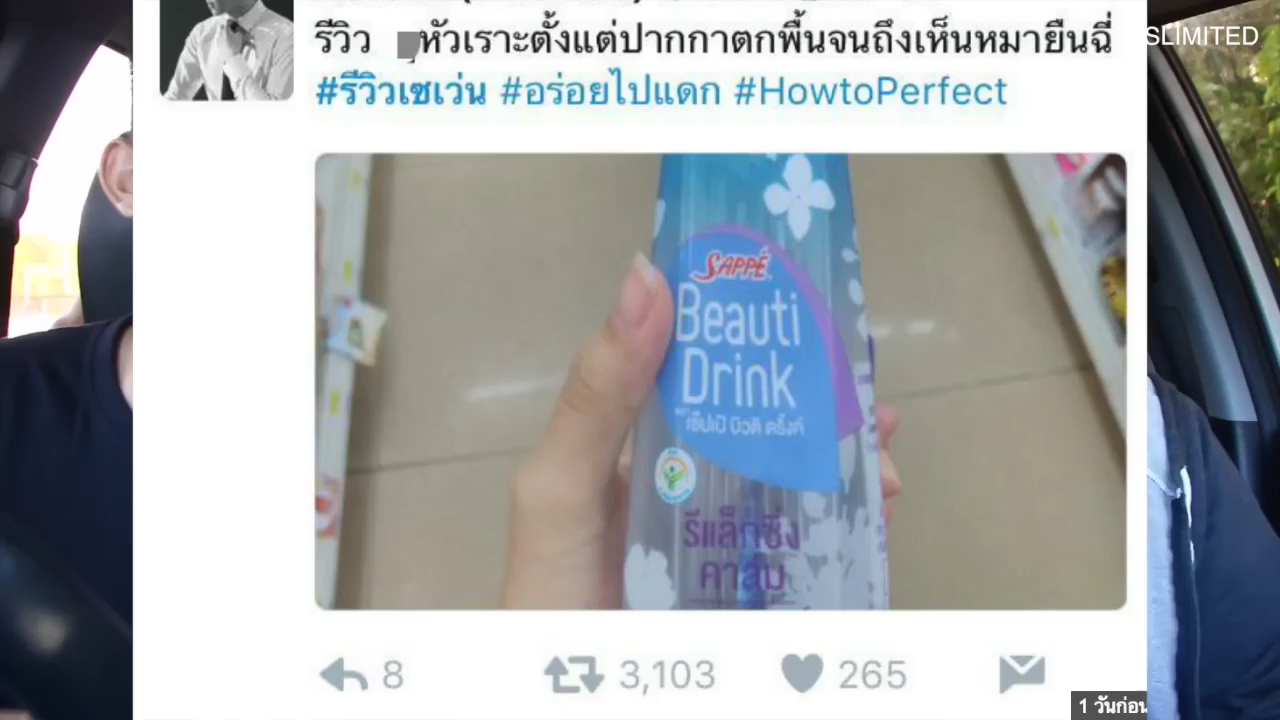 รีวิว หัวเราะตั้งแต่ปากกาตกพื้นจนถึงเห็นหมายืนฉี่
SLIMITED
#รีวิวเซเว่น #อร่อยไปแดก #HowtoPerfect
SAPPÉ
Beauti
Drink
เซ็ปเป้ บิวติ ดริ้งค์
รีแล็กซิ่ง
คาล์ม
8
3,103
265
1 วันก่อน